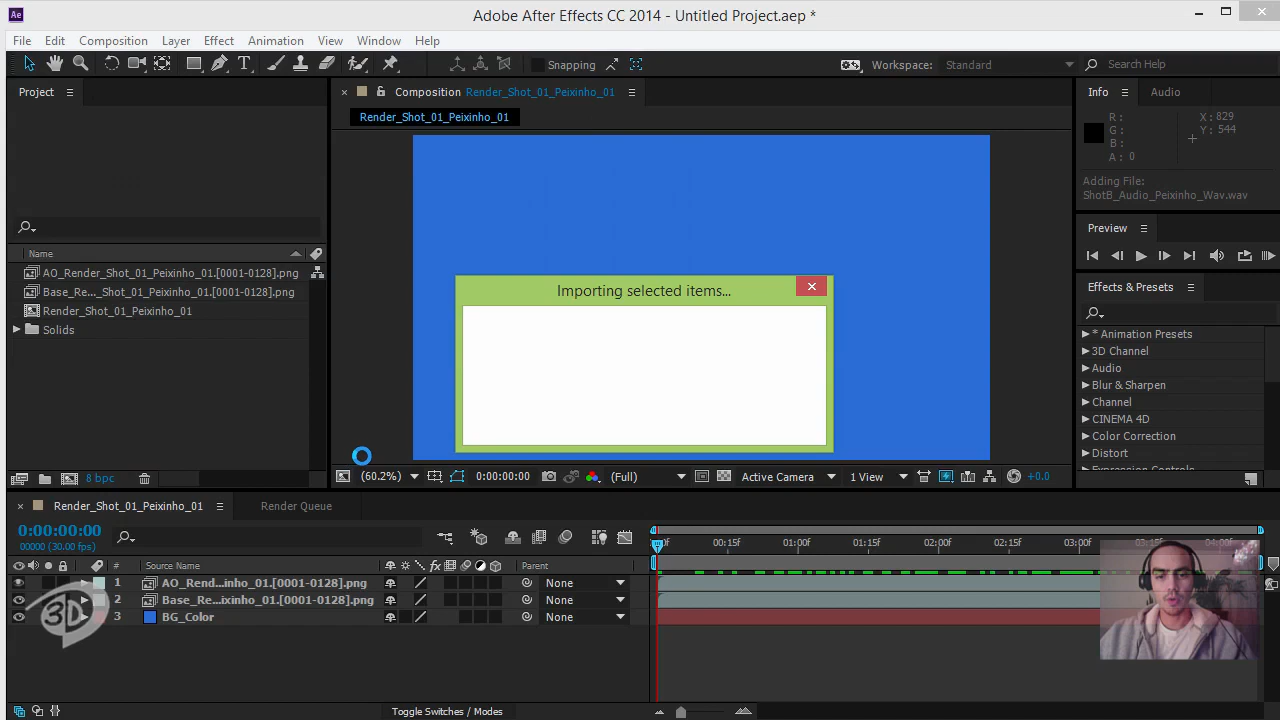 Ae
Adobe After Effects CC 2014 - Untitled Project.aep *
File Edit Composition Layer Effect Animation View Window Help
T Snapping Workspace: Standard Search Help
Project
Composition Render_Shot_01_Peixinho_01
Render_Shot_01_Peixinho_01
Info Audio
R: X: 829
G: Y: 544
B:
A: 0
Adding File:
ShotB_Audio_Peixinho_Wav.wav
Preview
Effects & Presets
* Animation Presets
3D Channel
Audio
Blur & Sharpen
Channel
CINEMA 4D
Color Correction
Distort
Expression Controls
Name
AO_Render_Shot_01_Peixinho_01.[0001-0128].png
Base_Re..._Shot_01_Peixinho_01.[0001-0128].png
Render_Shot_01_Peixinho_01
Solids
Importing selected items...
8 bpc
(60.2%) 0:00:00:00 (Full) Active Camera 1 View +0.0
Render_Shot_01_Peixinho_01 Render Queue
0:00:00:00
00000 (30.00 fps)
00:15f 01:00f 01:15f 02:00f 02:15f 03:00f
# Source Name fx Parent
1 AO_Rend...inho_01.[0001-0128].png None
2 Base_Re...ixinho_01.[0001-0128].png None
3 BG_Color None
3D
Toggle Switches / Modes